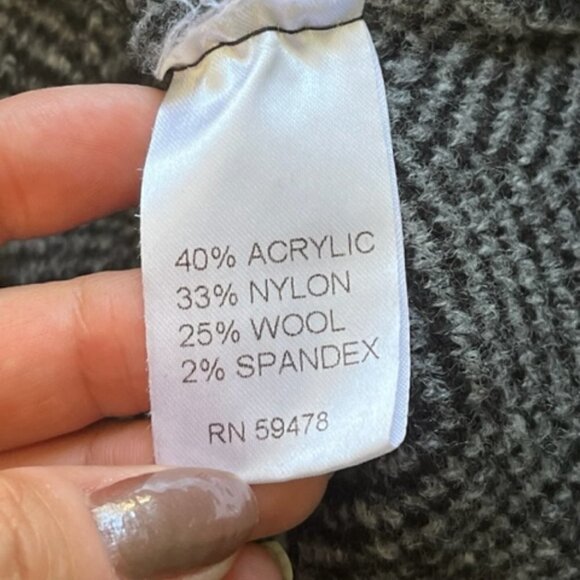 40% ACRYLIC
33% NYLON
25% WOOL
2% SPANDEX
RN 59478